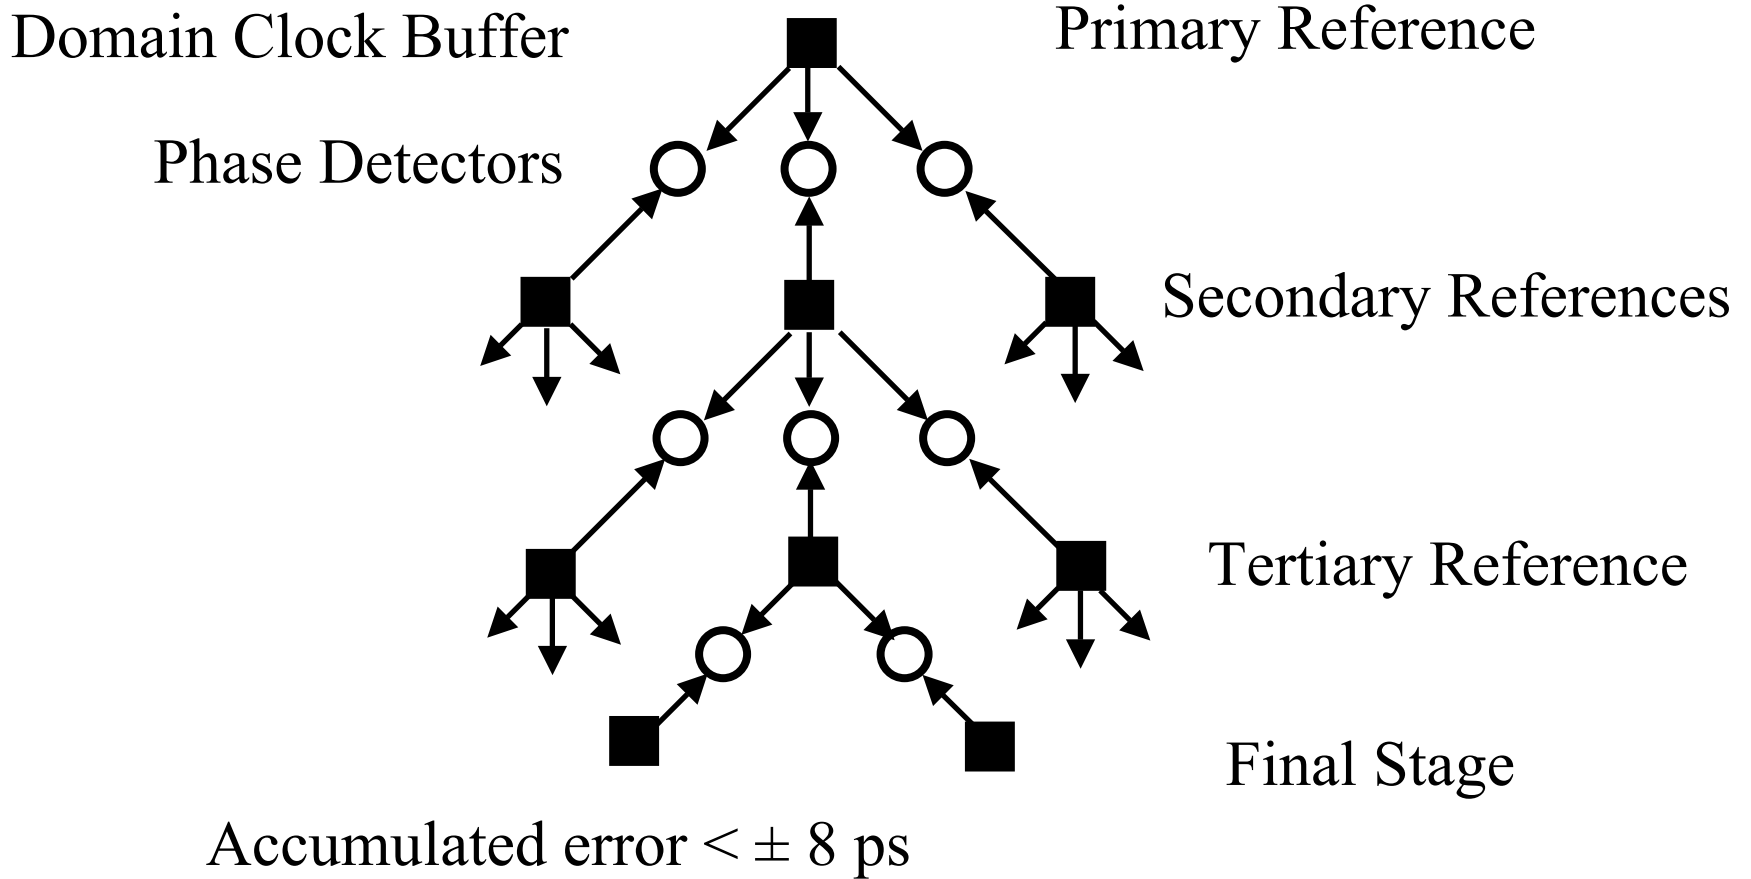 Domain Clock Buffer
Primary Reference
Phase Detectors
Secondary References
Tertiary Reference
Final Stage
Accumulated error < ± 8 ps